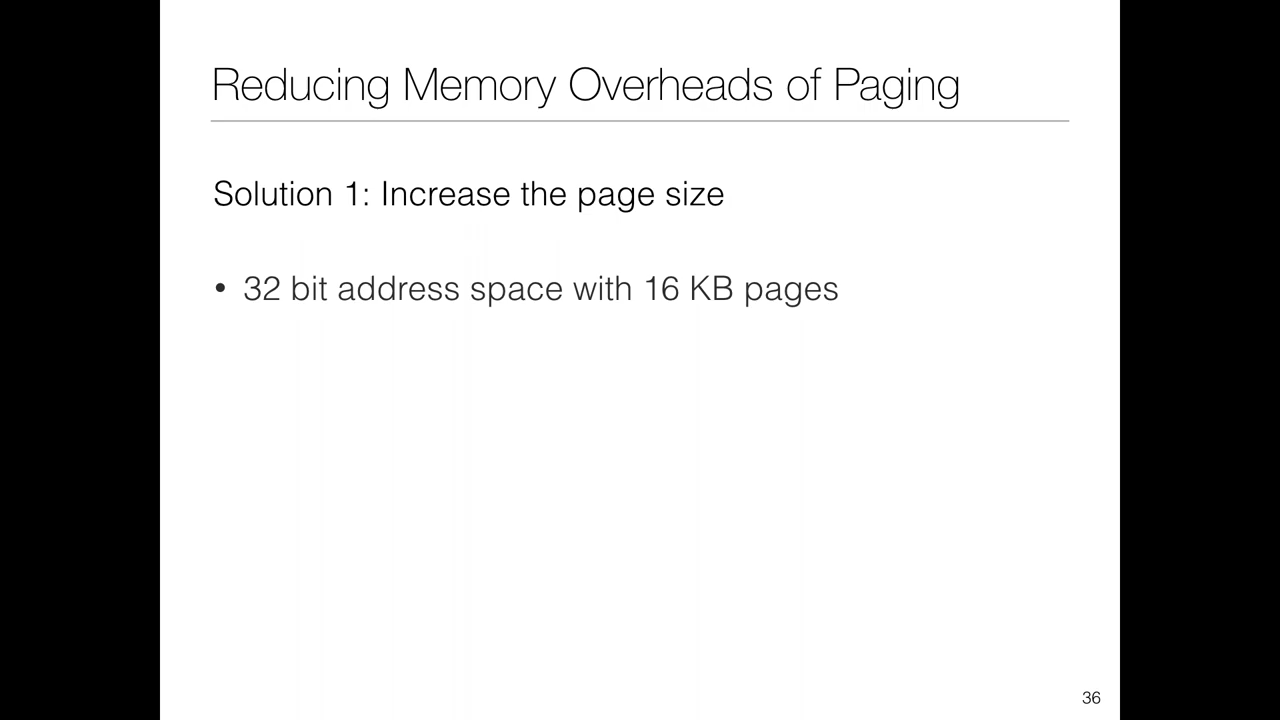 Reducing Memory Overheads of Paging
Solution 1: Increase the page size
• 32 bit address space with 16 KB pages
36